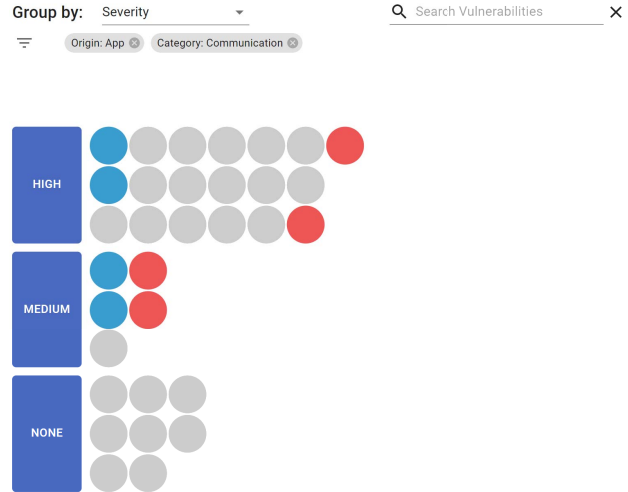 Group by: Severity
Search Vulnerabilities
Origin: App
Category: Communication
HIGH
MEDIUM
NONE